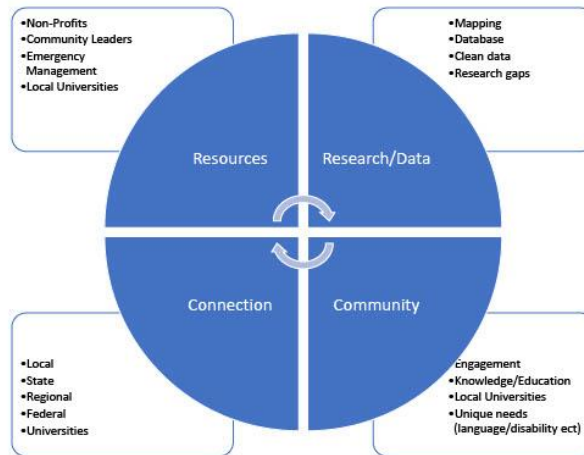 •Non-Profits
•Community Leaders
•Emergency
Management
•Local Universities
•Mapping
•Database
•Clean data
•Research gaps
Resources
Research/Data
Connection
Community
•Local
•State
•Regional
•Federal
•Universities
Engagement
•Knowledge/Education
•Local Universities
•Unique needs
(language/disability ect)